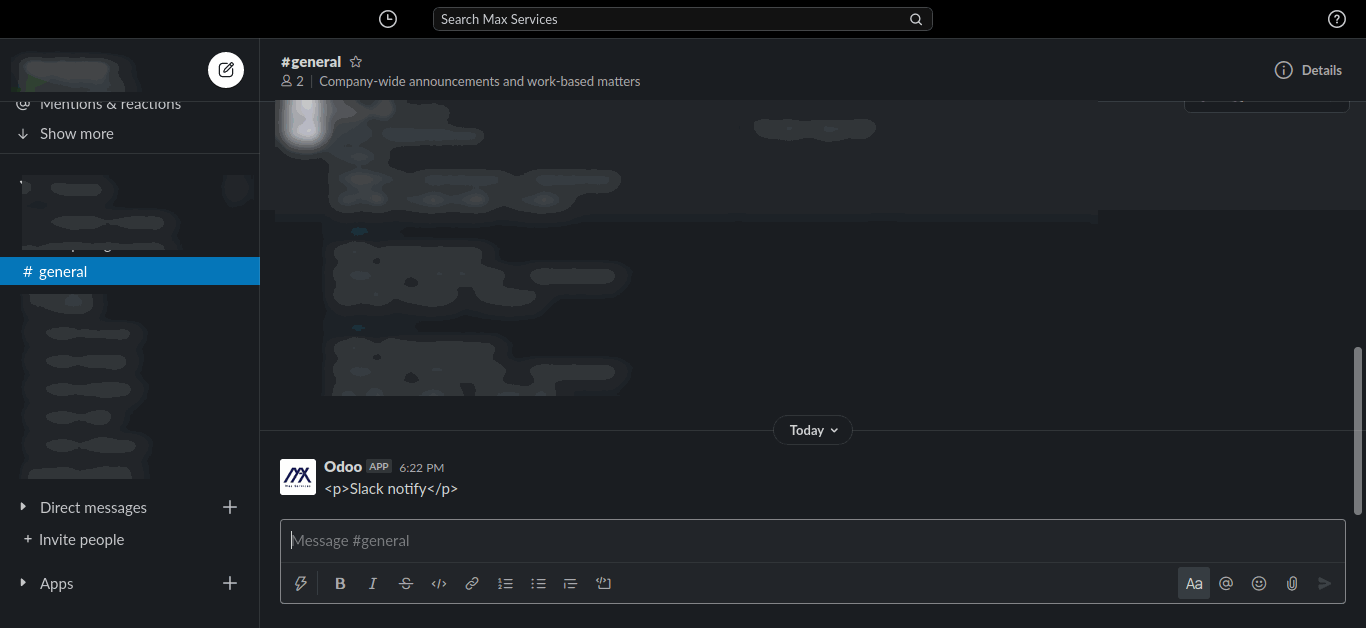 Search Max Services
#general
2
Company-wide announcements and work-based matters
Details
Mentions & reactions
Show more
# general
Today
Odoo APP 6:22 PM
<p>Slack notify</p>
Direct messages
+ Invite people
Apps
Message #general
B I S </> Aa @